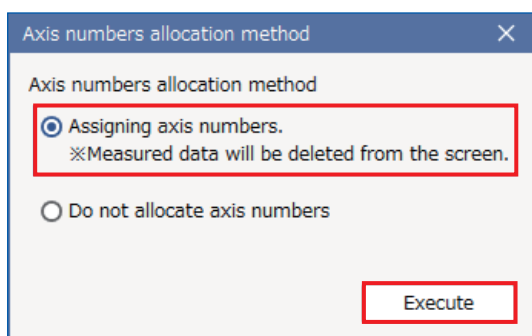 Axis numbers allocation method
Axis numbers allocation method
Assigning axis numbers.
※Measured data will be deleted from the screen.
Do not allocate axis numbers
Execute